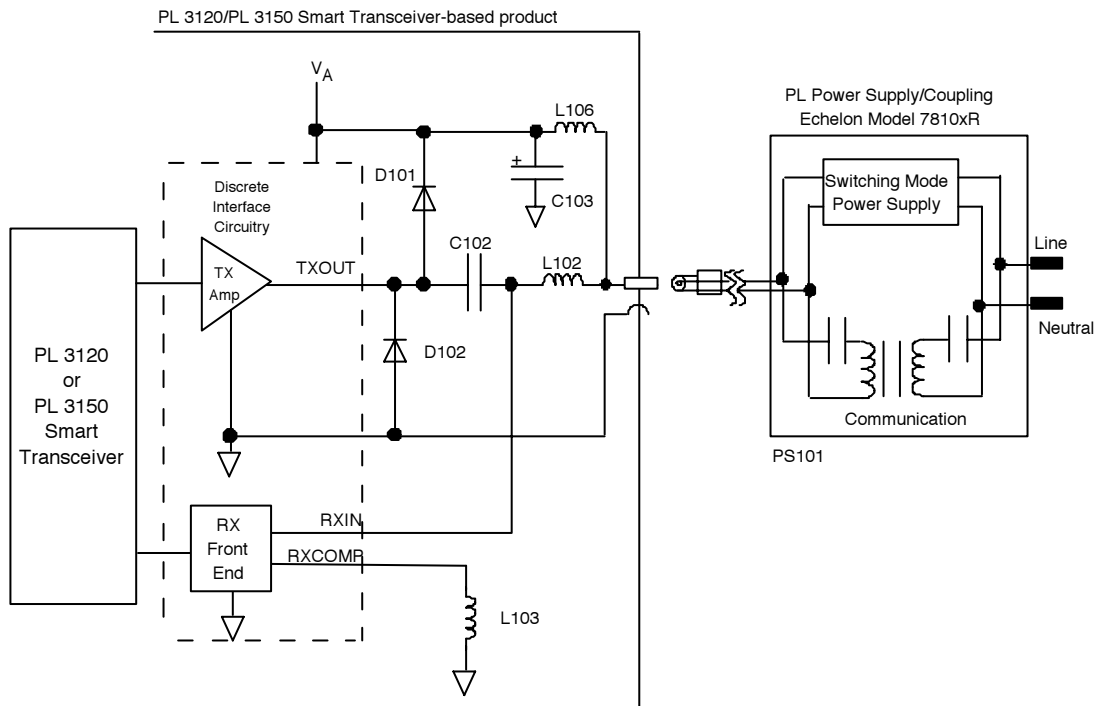 PL 3120/PL 3150 Smart Transceiver-based product
VA
L106
PL Power Supply/Coupling
Echelon Model 7810xR
D101
+
C103
Discrete
Interface
Circuitry
Switching Mode
Power Supply
C102
TXOUT
L102
Line
TX
Amp
Neutral
D102
PL 3120
or
PL 3150
Smart
Transceiver
Communication
PS101
RXIN
RX
Front
End
RXCOMP
L103